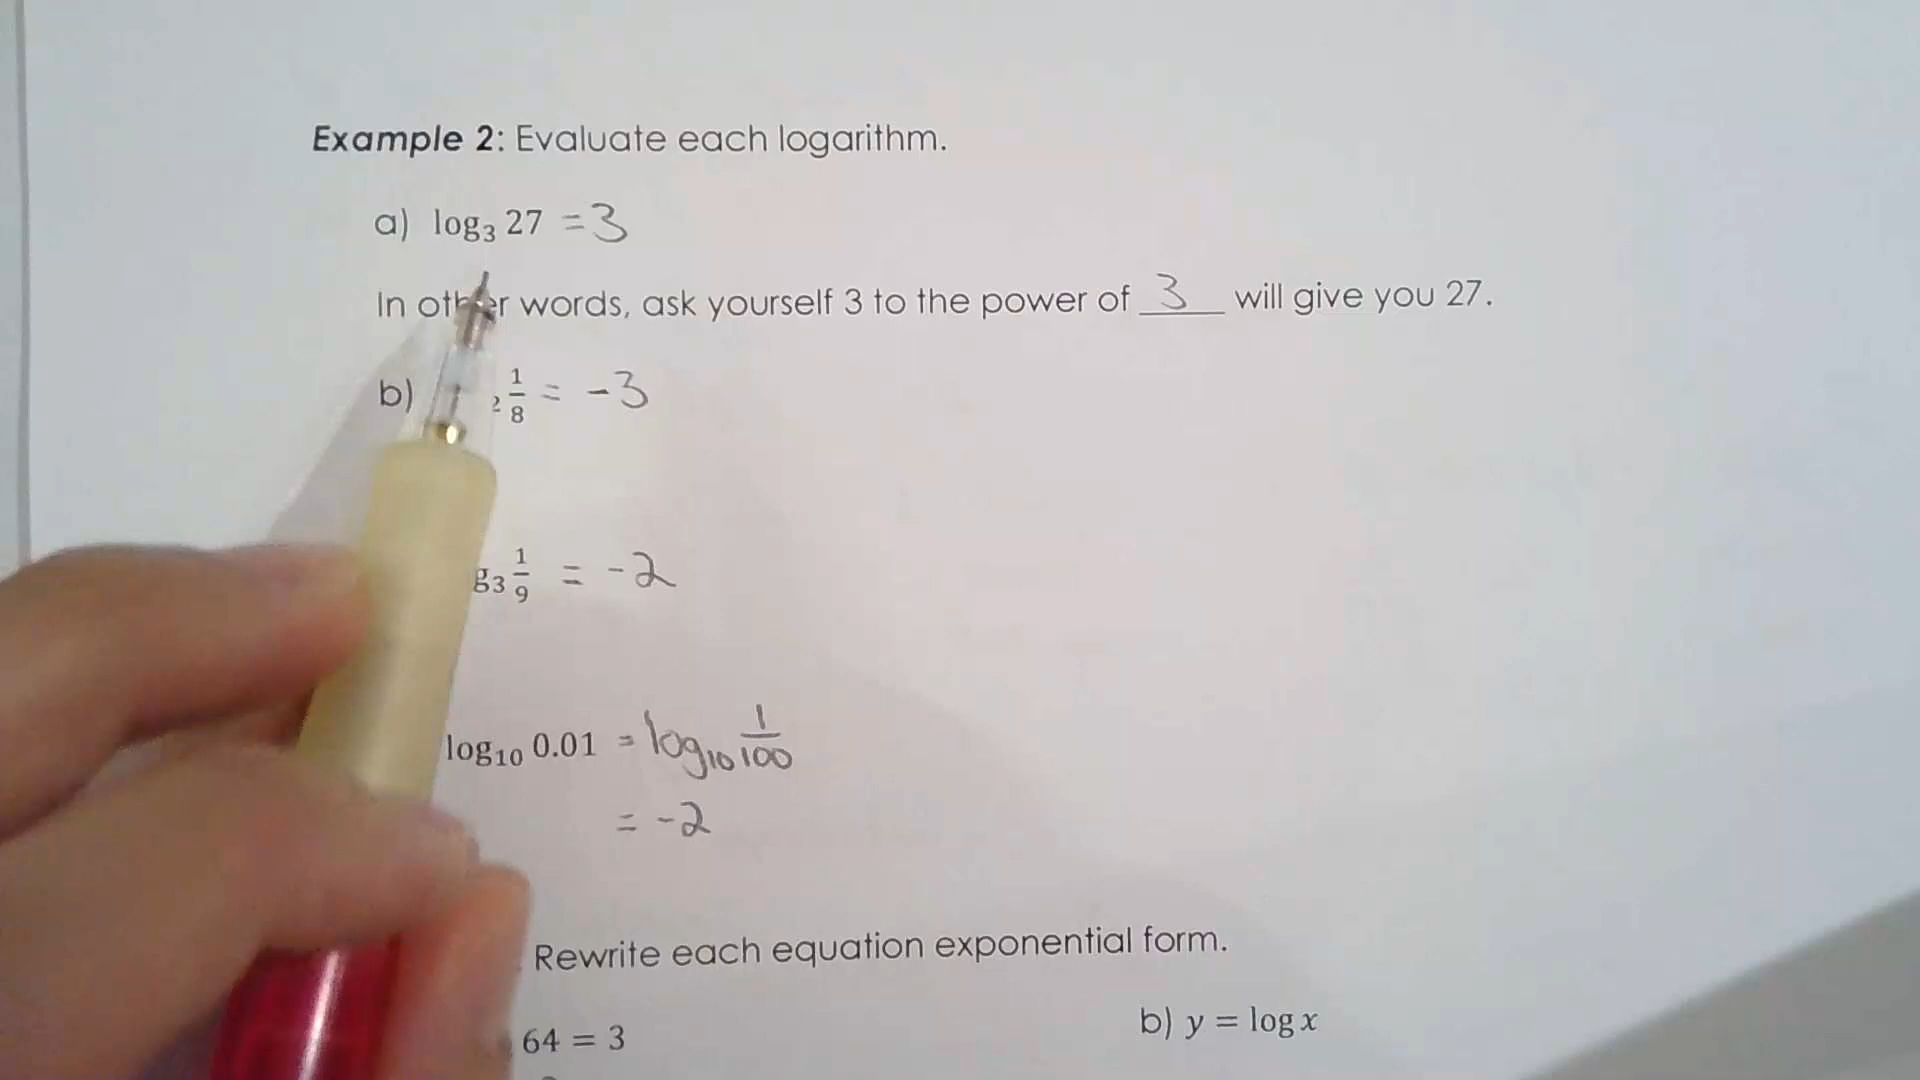 Example 2: Evaluate each logarithm.
a) log₃ 27 = 3
In other words, ask yourself 3 to the power of 3 will give you 27.
b) ₂ 1/8 = -3
g₃ 1/9 = -2
log₁₀ 0.01 = log₁₀ 1/100
= -2
Rewrite each equation exponential form.
64 = 3
b) y = log x